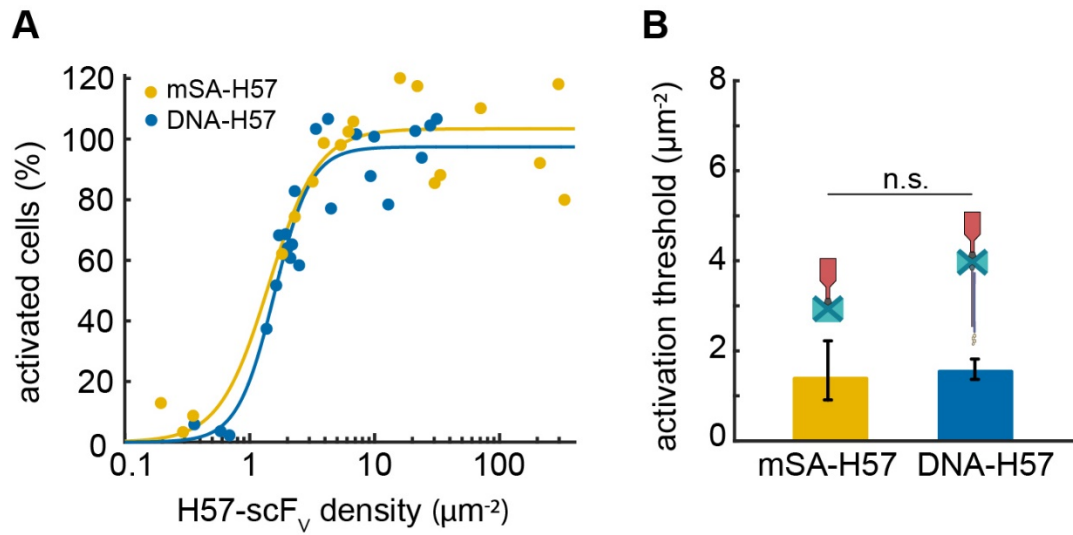 A
120
100
80
60
40
20
0
activated cells (%)
mSA-H57
DNA-H57
0.1 1 10 100
H57-scFᵥ density (µm⁻²)
B
8
6
4
2
0
activation threshold (µm⁻²)
n.s.
mSA-H57 DNA-H57